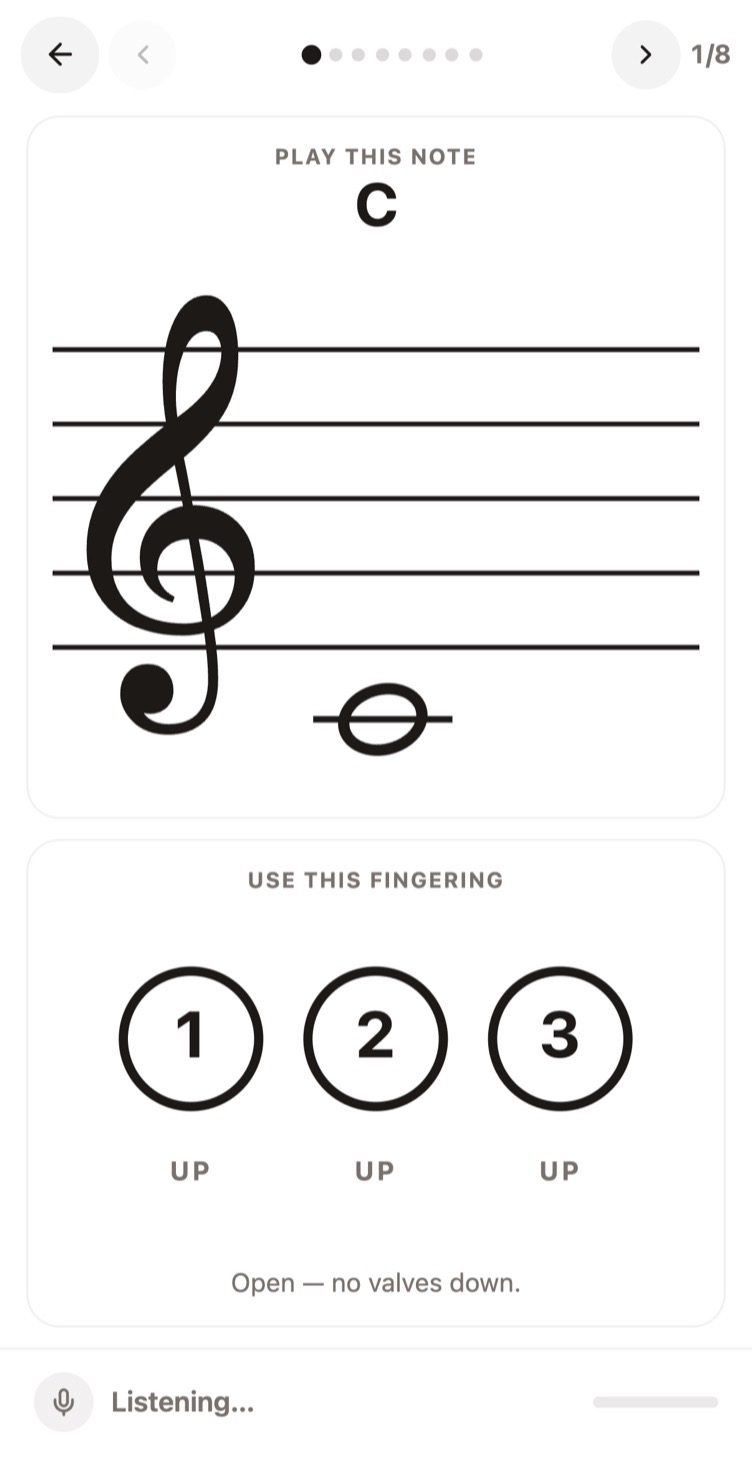 1/8
PLAY THIS NOTE
C
USE THIS FINGERING
1 2 3
UP UP UP
Open — no valves down.
Listening...